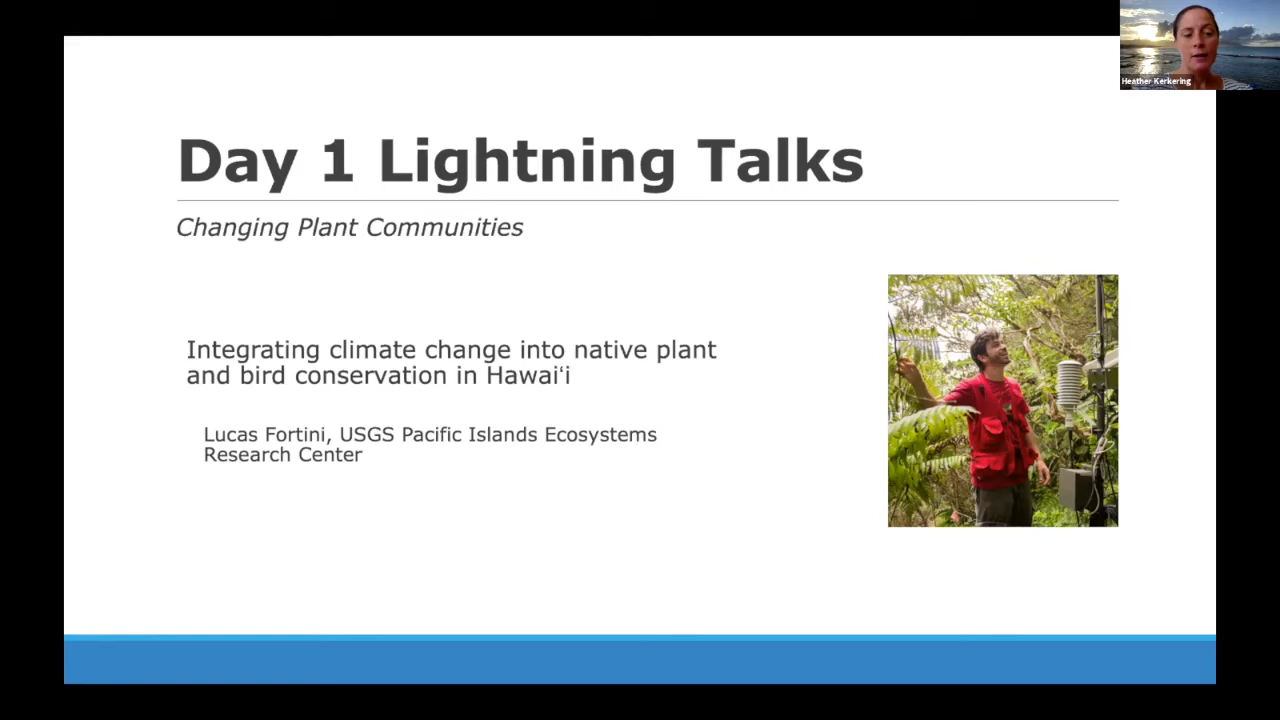 Heather Kerkering
Day 1 Lightning Talks
Changing Plant Communities
Integrating climate change into native plant
and bird conservation in Hawaiʻi
Lucas Fortini, USGS Pacific Islands Ecosystems
Research Center